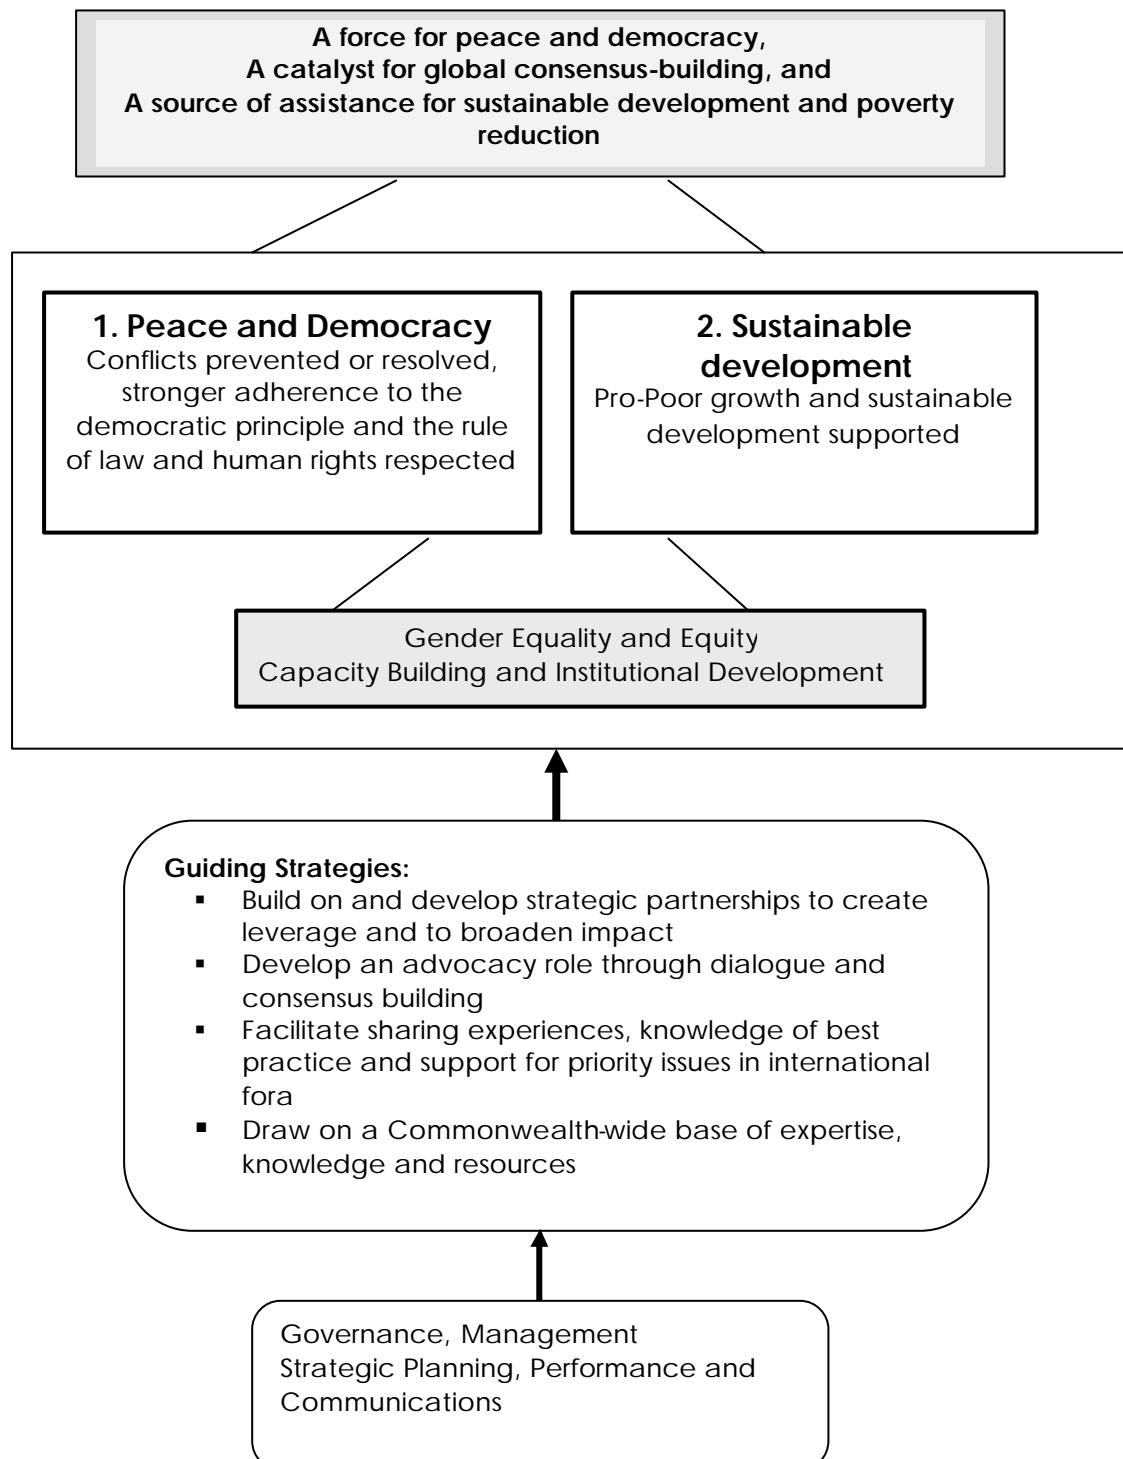 A force for peace and democracy,
A catalyst for global consensus-building, and
A source of assistance for sustainable development and poverty
reduction
1. Peace and Democracy
Conflicts prevented or resolved,
stronger adherence to the
democratic principle and the rule
of law and human rights respected
2. Sustainable
development
Pro-Poor growth and sustainable
development supported
Gender Equality and Equity
Capacity Building and Institutional Development
Guiding Strategies:
▪ Build on and develop strategic partnerships to create
leverage and to broaden impact
▪ Develop an advocacy role through dialogue and
consensus building
▪ Facilitate sharing experiences, knowledge of best
practice and support for priority issues in international
fora
▪ Draw on a Commonwealth-wide base of expertise,
knowledge and resources
Governance, Management
Strategic Planning, Performance and
Communications